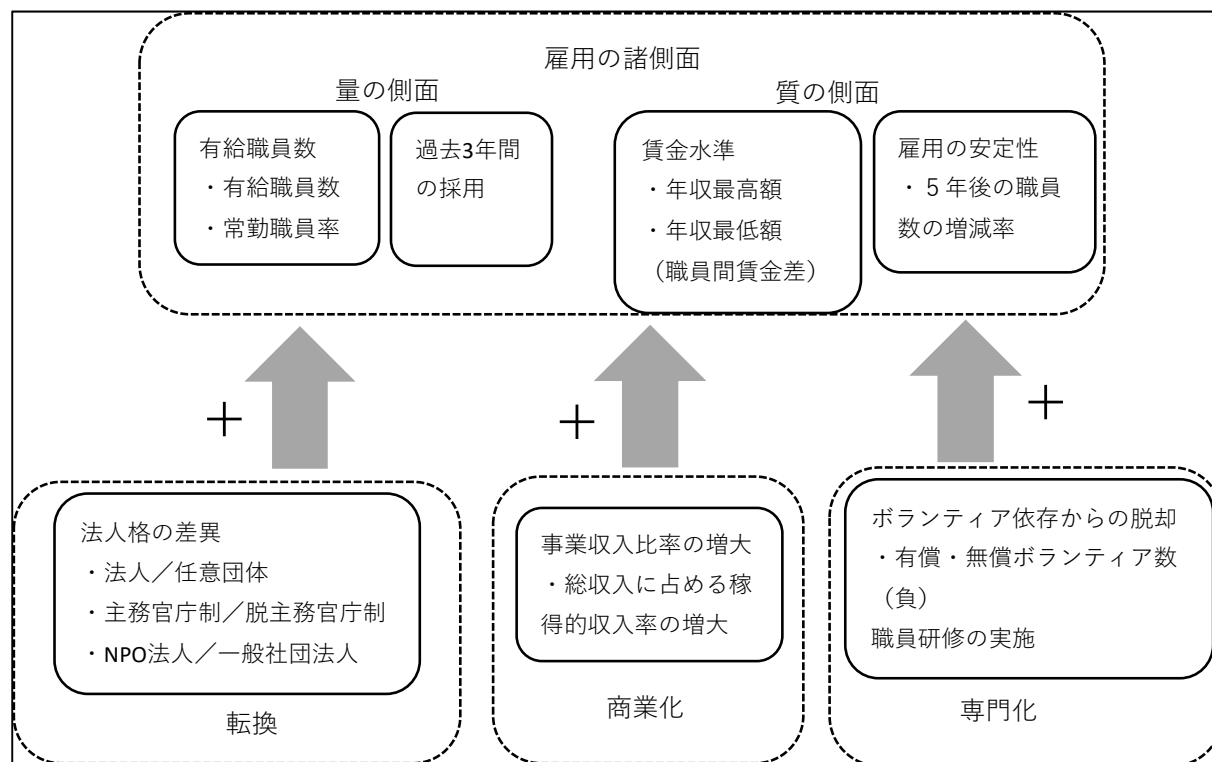 雇用の諸側面
量の側面
質の側面
有給職員数
・有給職員数
・常勤職員率
過去3年間
の採用
賃金水準
・年収最高額
・年収最低額
（職員間賃金差）
雇用の安定性
・５年後の職員
数の増減率
＋
＋
＋
法人格の差異
・法人／任意団体
・主務官庁制／脱主務官庁制
・NPO法人／一般社団法人
転換
事業収入比率の増大
・総収入に占める稼
得的収入率の増大
商業化
ボランティア依存からの脱却
・有償・無償ボランティア数
（負）
職員研修の実施
専門化